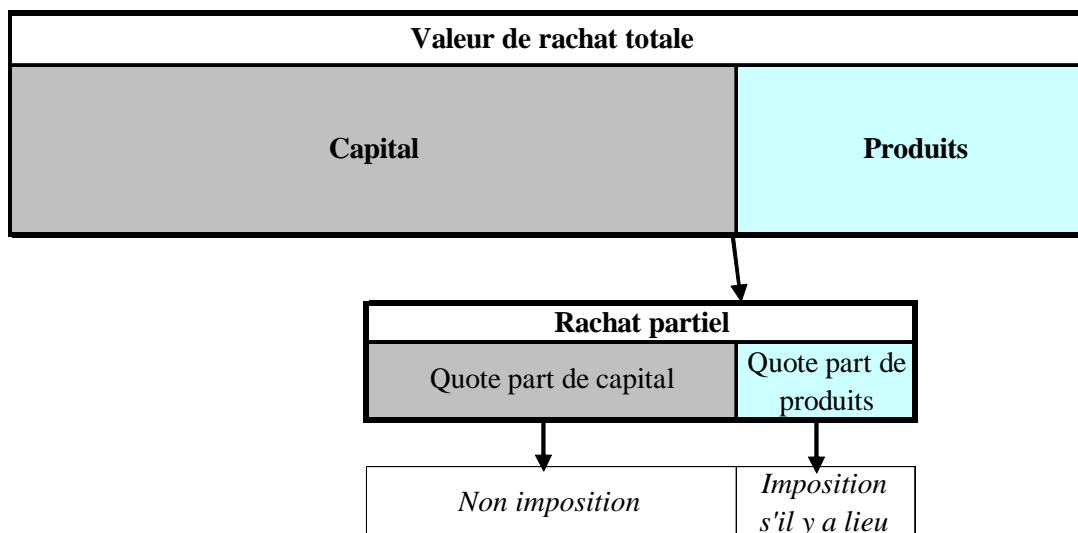 Valeur de rachat totale
Capital
Produits
Rachat partiel
Quote part de capital
Quote part de
produits
Non imposition
Imposition
s'il y a lieu